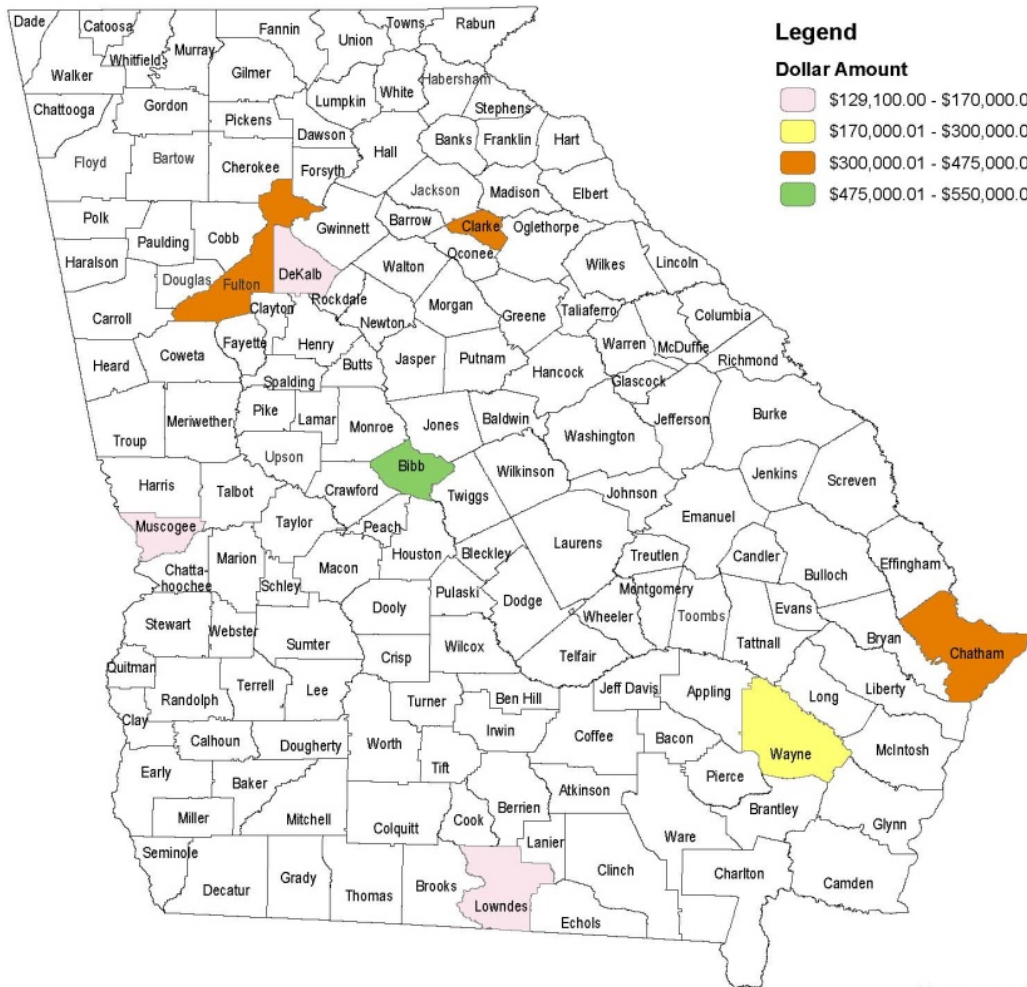 Legend
Dollar Amount
$129,100.00 - $170,000.0
$170,000.01 - $300,000.0
$300,000.01 - $475,000.0
$475,000.01 - $550,000.0
Dade
Catoosa
Whitfield
Murray
Fannin
Union
Towns
Rabun
Walker
Gilmer
White
Habersham
Lumpkin
Stephens
Chattooga
Gordon
Pickens
Dawson
Hall
Banks
Franklin
Hart
Floyd
Bartow
Cherokee
Forsyth
Jackson
Madison
Elbert
Polk
Paulding
Cobb
Gwinnett
Barrow
Clarke
Oglethorpe
Oconee
Haralson
Douglas
Fulton
DeKalb
Walton
Wilkes
Lincoln
Carroll
Clayton
Rockdale
Newton
Morgan
Greene
Taliaferro
Columbia
McDuffie
Heard
Coweta
Fayette
Henry
Butts
Jasper
Putnam
Hancock
Warren
Glascock
Richmond
Spalding
Troup
Meriwether
Pike
Lamar
Monroe
Jones
Baldwin
Washington
Jefferson
Burke
Upson
Bibb
Wilkinson
Jenkins
Screven
Harris
Talbot
Crawford
Twiggs
Johnson
Muscogee
Taylor
Peach
Emanuel
Chatta-
hoochee
Marion
Schley
Macon
Houston
Bleckley
Laurens
Treutlen
Candler
Bulloch
Effingham
Stewart
Webster
Sumter
Dooly
Pulaski
Dodge
Wheeler
Montgomery
Toombs
Evans
Tattnall
Bryan
Chatham
Quitman
Randolph
Terrell
Lee
Crisp
Wilcox
Telfair
Clay
Calhoun
Dougherty
Worth
Turner
Ben Hill
Irwin
Jeff Davis
Coffee
Appling
Bacon
Long
Liberty
Wayne
McIntosh
Early
Baker
Tift
Pierce
Miller
Mitchell
Colquitt
Cook
Berrien
Atkinson
Brantley
Glynn
Lanier
Ware
Seminole
Decatur
Grady
Thomas
Brooks
Lowndes
Echols
Clinch
Charlton
Camden